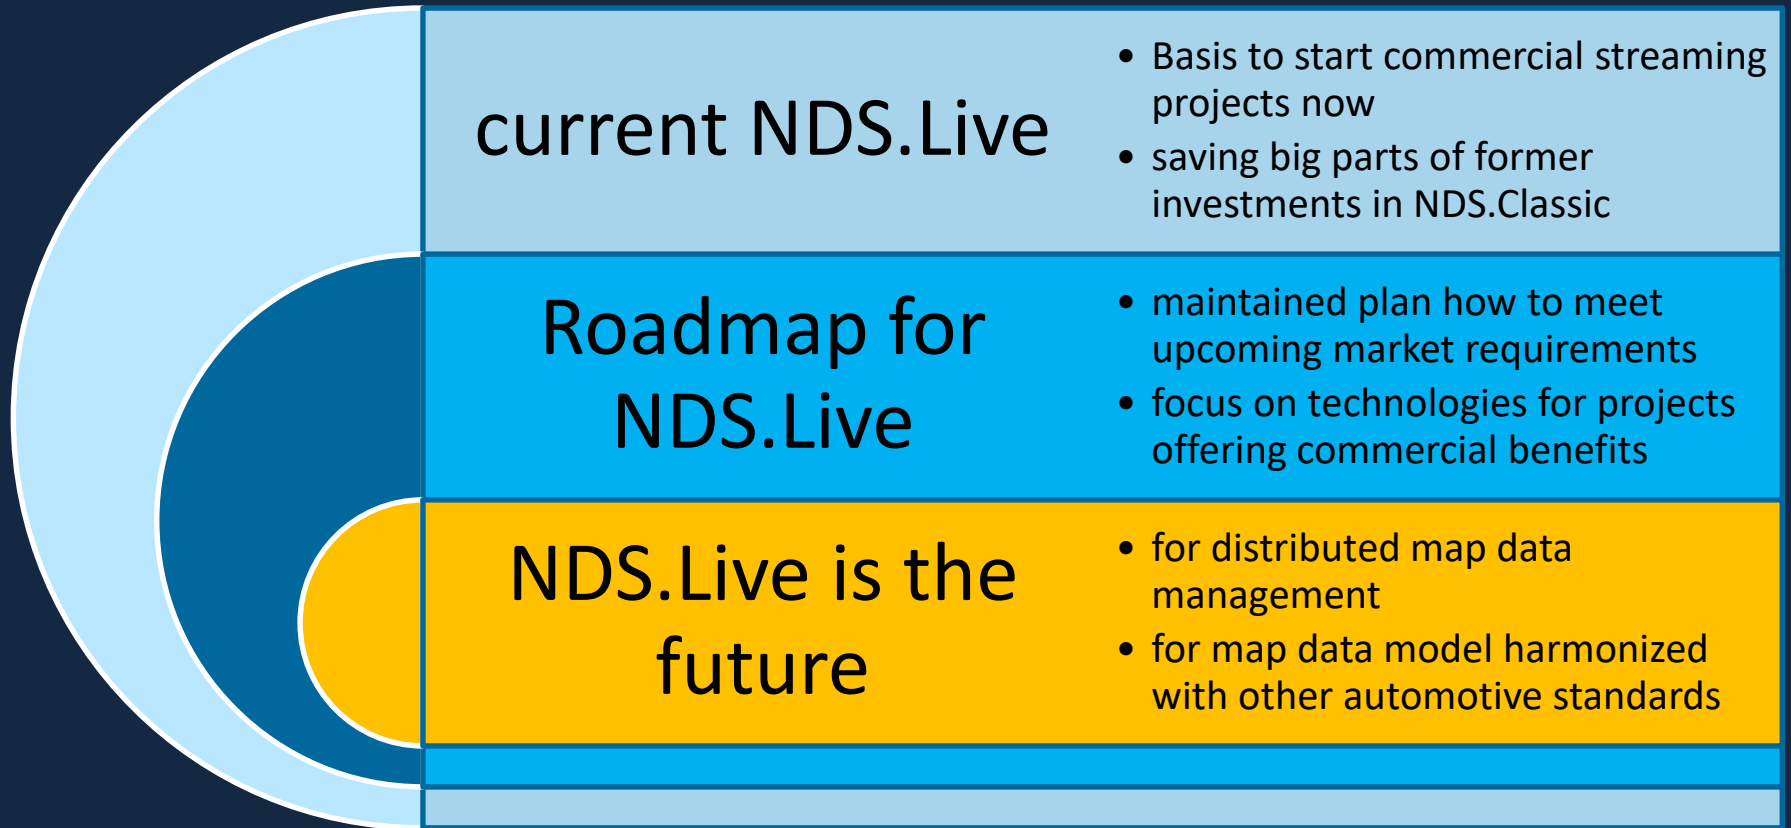 current NDS.Live
• Basis to start commercial streaming
projects now
• saving big parts of former
investments in NDS.Classic
Roadmap for
NDS.Live
• maintained plan how to meet
upcoming market requirements
• focus on technologies for projects
offering commercial benefits
NDS.Live is the
future
• for distributed map data
management
• for map data model harmonized
with other automotive standards